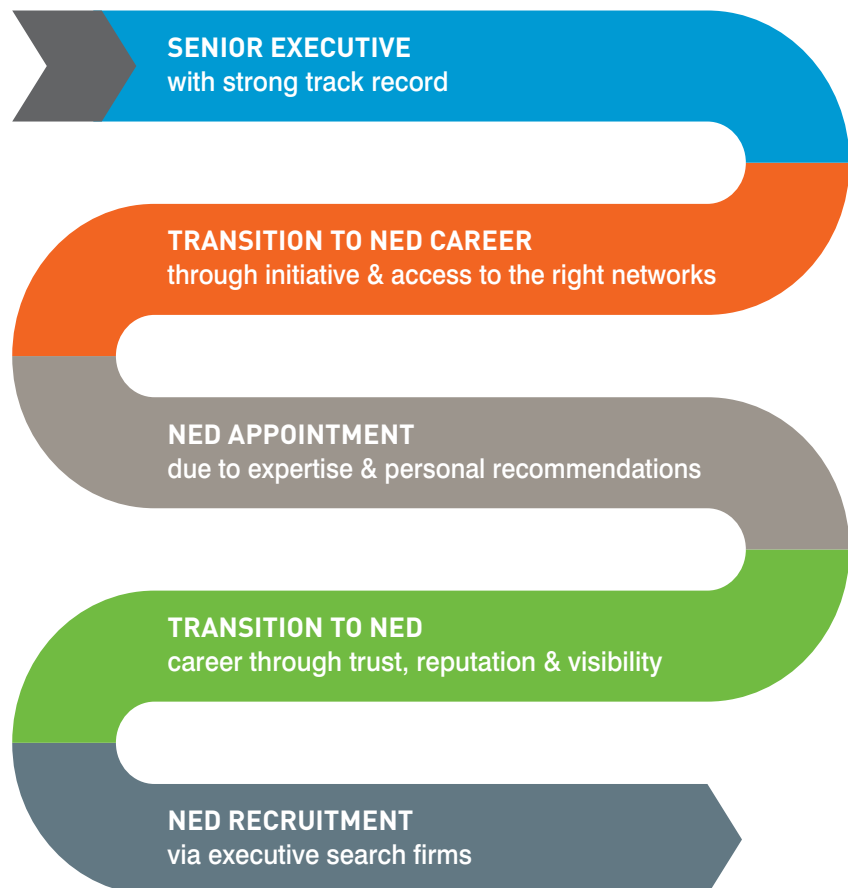 SENIOR EXECUTIVE
with strong track record
TRANSITION TO NED CAREER
through initiative & access to the right networks
NED APPOINTMENT
due to expertise & personal recommendations
TRANSITION TO NED
career through trust, reputation & visibility
NED RECRUITMENT
via executive search firms